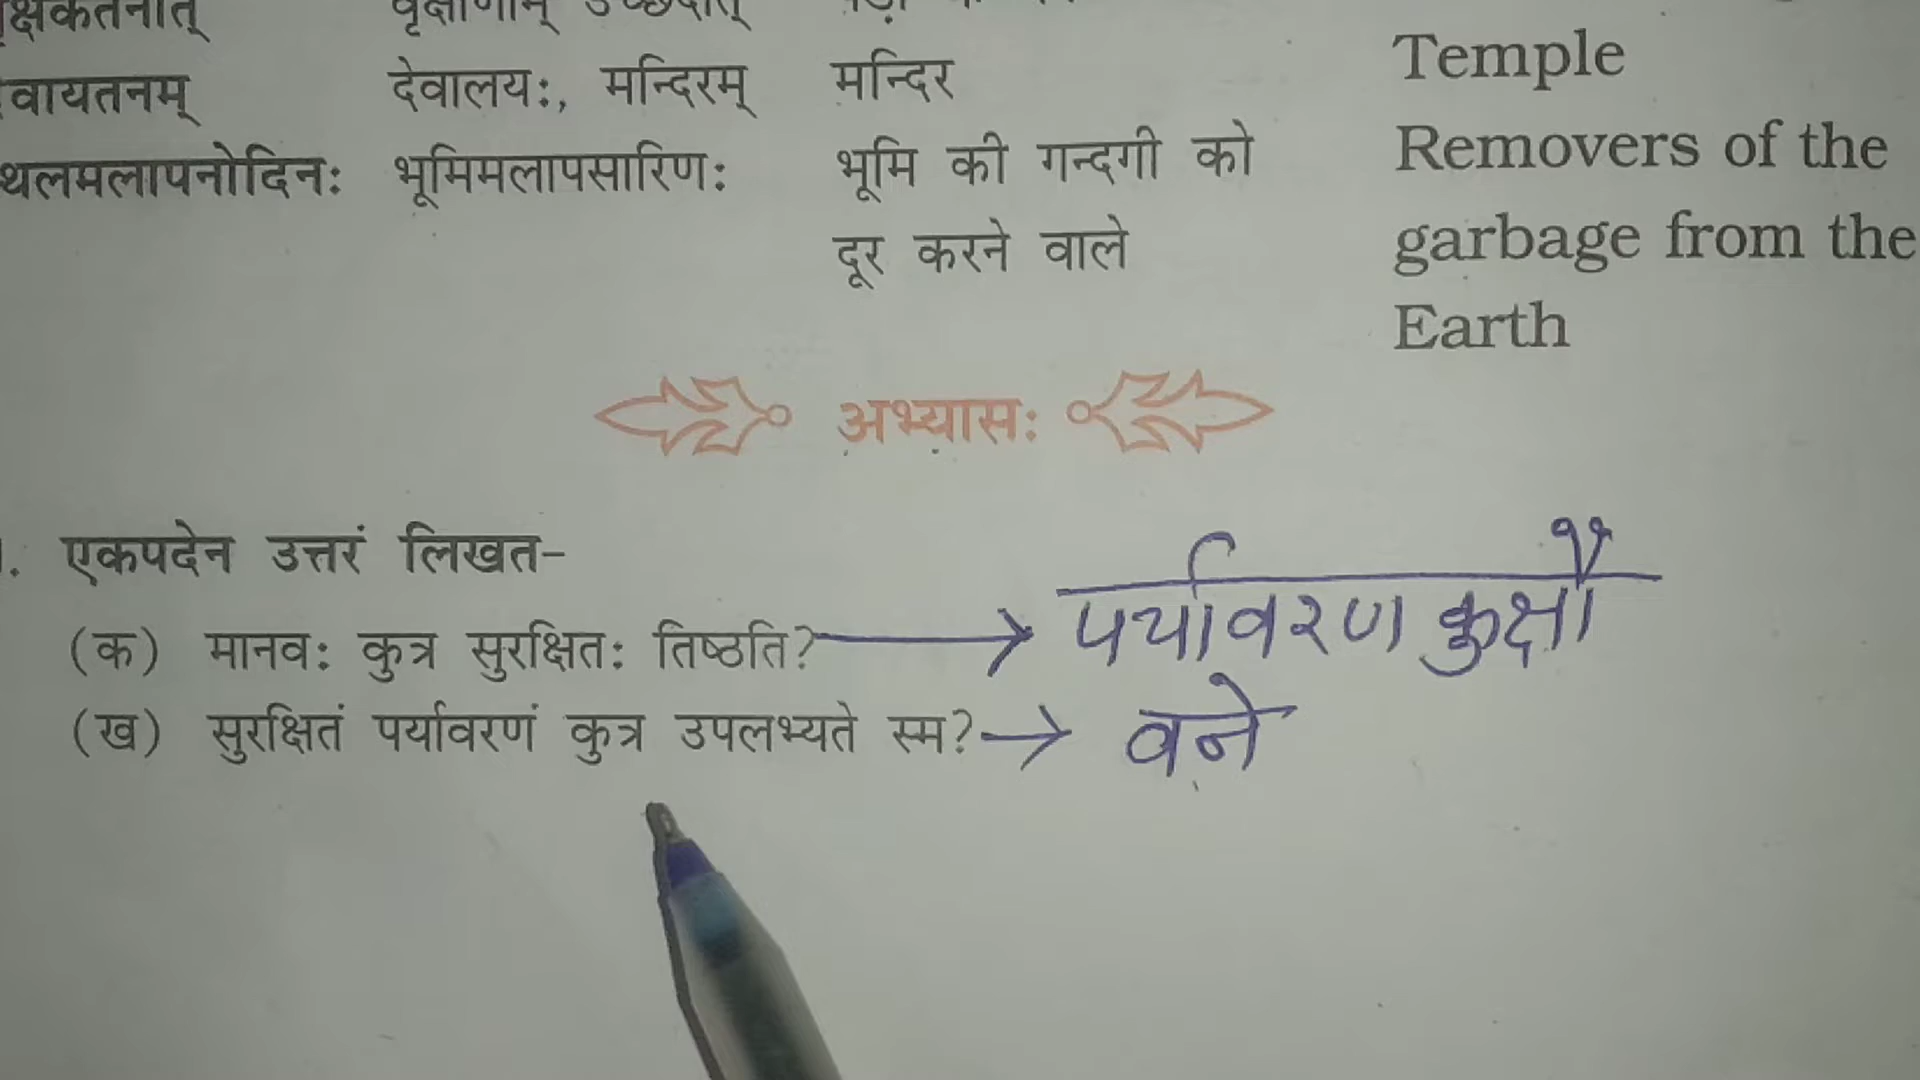 वृक्षाणाम्
वायतनम् देवालयः, मन्दिरम् मन्दिर Temple
थलमलापनोदिनः भूमिमलापसारिणः भूमि की गन्दगी को Removers of the
दूर करने वाले garbage from the
Earth
अभ्यासः
. एकपदेन उत्तरं लिखत-
(क) मानवः कुत्र सुरक्षितः तिष्ठति? → पर्यावरण कुक्षौ
(ख) सुरक्षितं पर्यावरणं कुत्र उपलभ्यते स्म? → वने